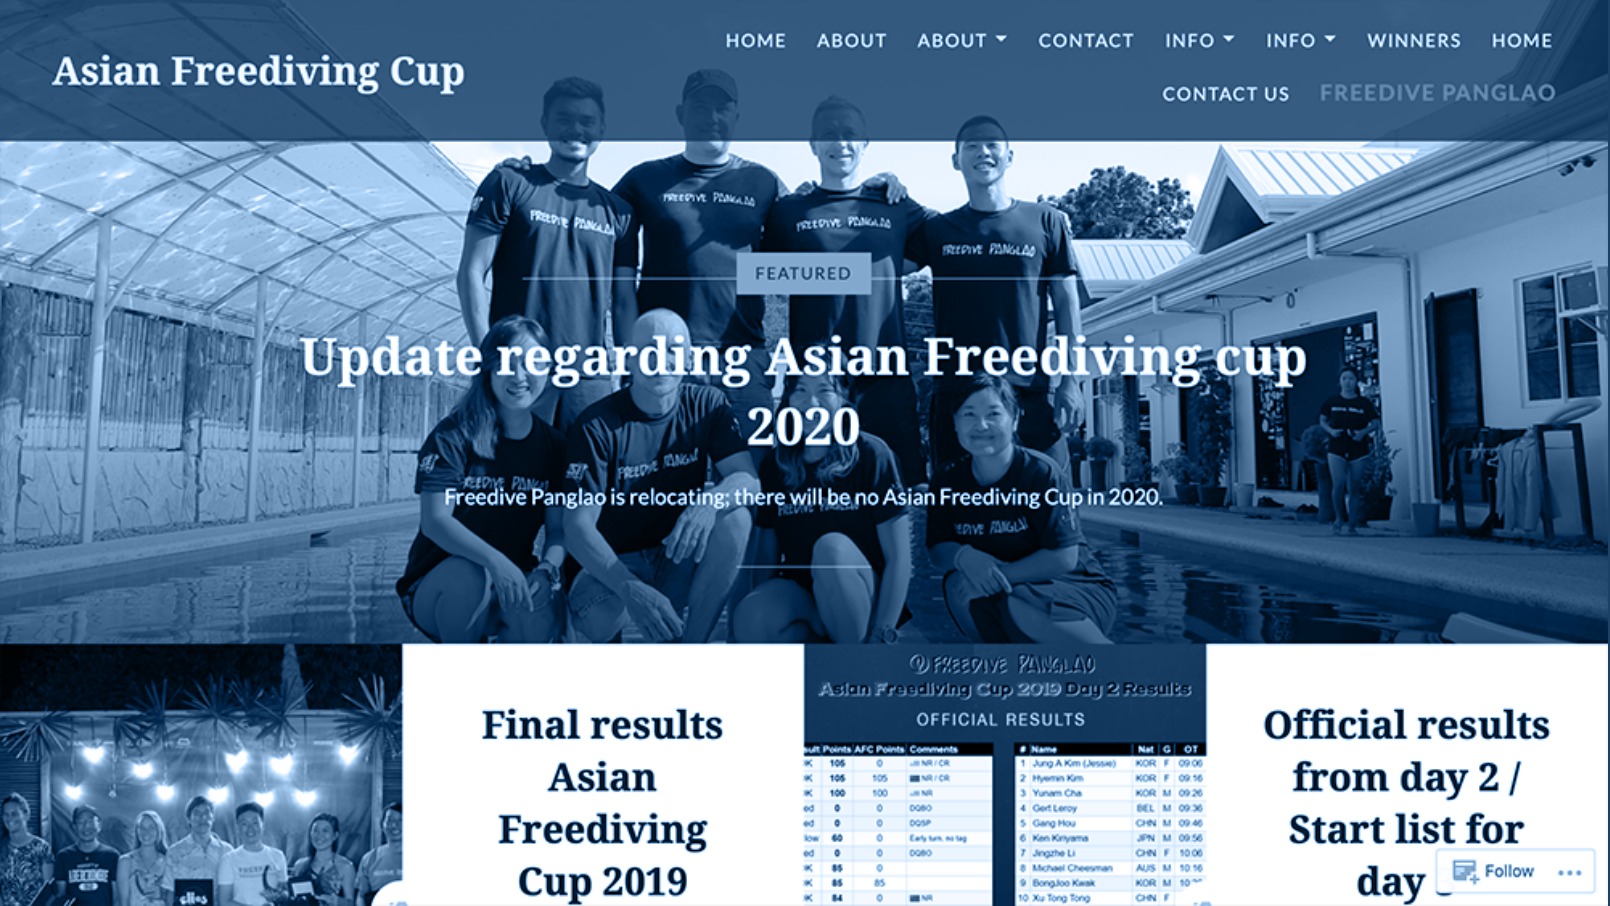 Asian Freediving Cup
HOME ABOUT ABOUT CONTACT INFO INFO WINNERS HOME
CONTACT US FREEDIVE PANGLAO
FREEDIVE PANGLAO
FREEDIVE PANGLAO
FREEDIVE PANGLAO
FREEDIVE PANGLAO
FEATURED
Update regarding Asian Freediving cup
2020
Freedive Panglao is relocating; there will be no Asian Freediving Cup in 2020.
FREEDIVE PANGLAO
Asian Freediving Cup 2019 Day 2 Results
OFFICIAL RESULTS
Points AFC Points Comments
105 0 NR / CR
105 105 NR / CR
100 100 NR
0 0 DQBO
0 0 DQSP
60 0 Early turn, no tag
0 0 DQBO
85 0
85 85
84 0 NR
# Name Nat G OT
1 Jung A Kim (Jessie) KOR F 09:06
2 Hyemin Kim KOR F 09:16
3 Yunam Cha KOR M 09:26
4 Gert Leroy BEL M 09:36
5 Gang Hou CHN M 09:46
6 Ken Kiriyama JPN M 09:56
7 Jingzhe Li CHN F 10:06
8 Michael Cheesman AUS M 10:16
9 BongJoo Kwak KOR M
10 Xu Tong Tong CHN F
Final results
Asian
Freediving
Cup 2019
Official results
from day 2 /
Start list for
day
Follow